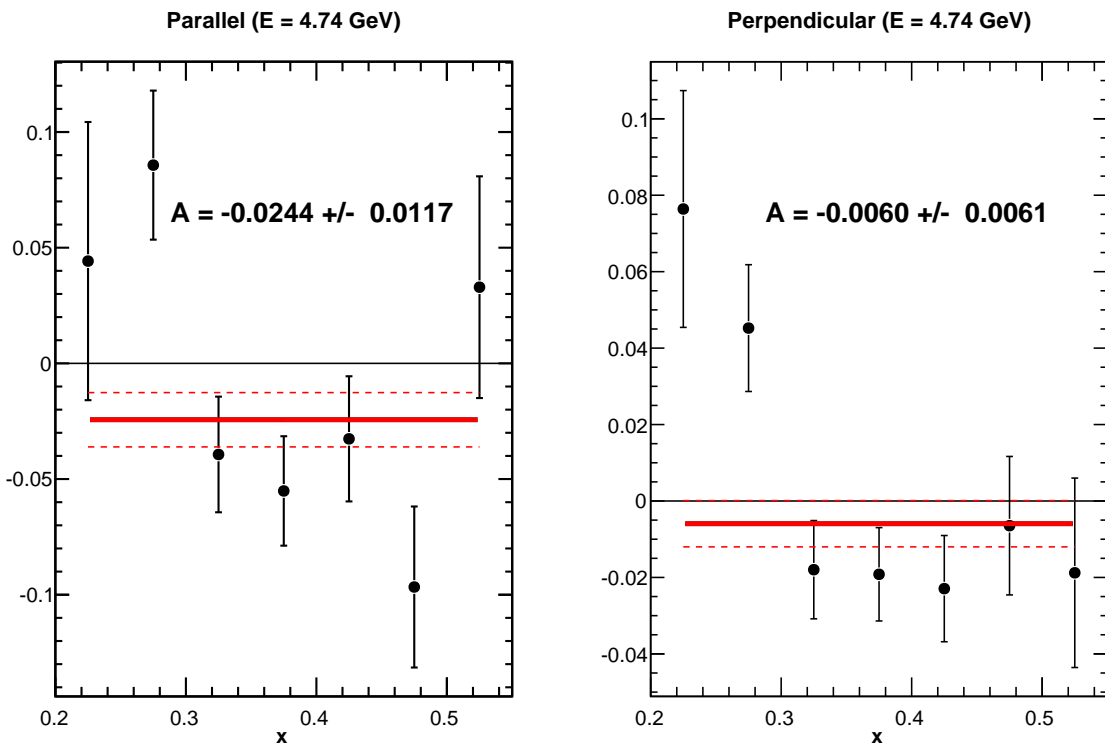 Parallel (E = 4.74 GeV)
0.1
0.05
0
-0.05
-0.1
A = -0.0244 +/-  0.0117
0.2 0.3 0.4 0.5
x
Perpendicular (E = 4.74 GeV)
0.1
0.08
0.06
0.04
0.02
0
-0.02
-0.04
A = -0.0060 +/-  0.0061
0.2 0.3 0.4 0.5
x